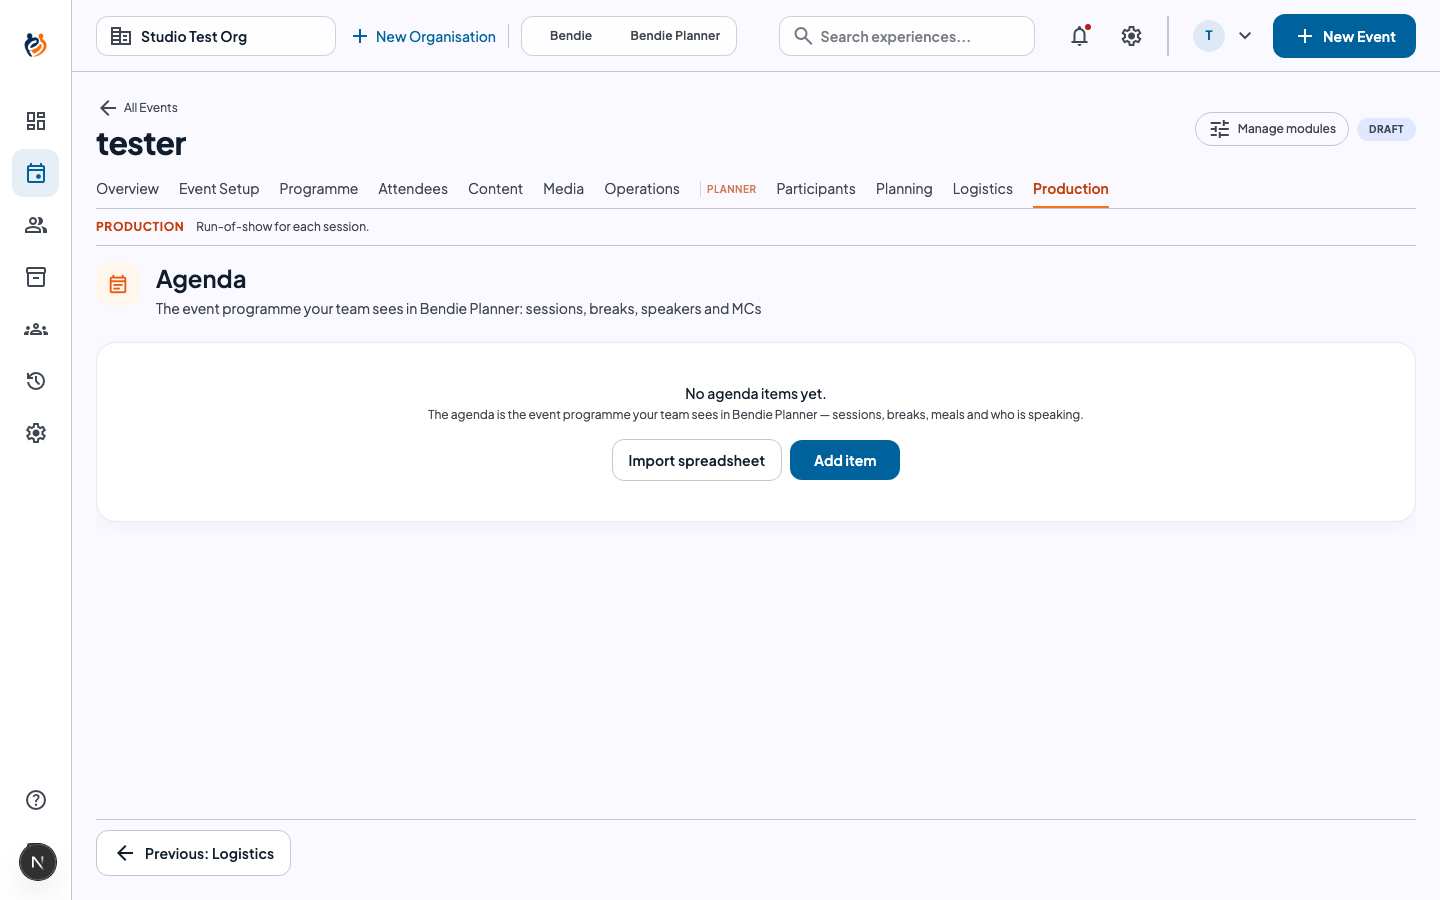 Studio Test Org
New Organisation
Bendie
Bendie Planner
Search experiences...
T
New Event
All Events
tester
Manage modules
DRAFT
Overview
Event Setup
Programme
Attendees
Content
Media
Operations
PLANNER
Participants
Planning
Logistics
Production
PRODUCTION Run-of-show for each session.
Agenda
The event programme your team sees in Bendie Planner: sessions, breaks, speakers and MCs
No agenda items yet.
The agenda is the event programme your team sees in Bendie Planner — sessions, breaks, meals and who is speaking.
Import spreadsheet
Add item
N
Previous: Logistics